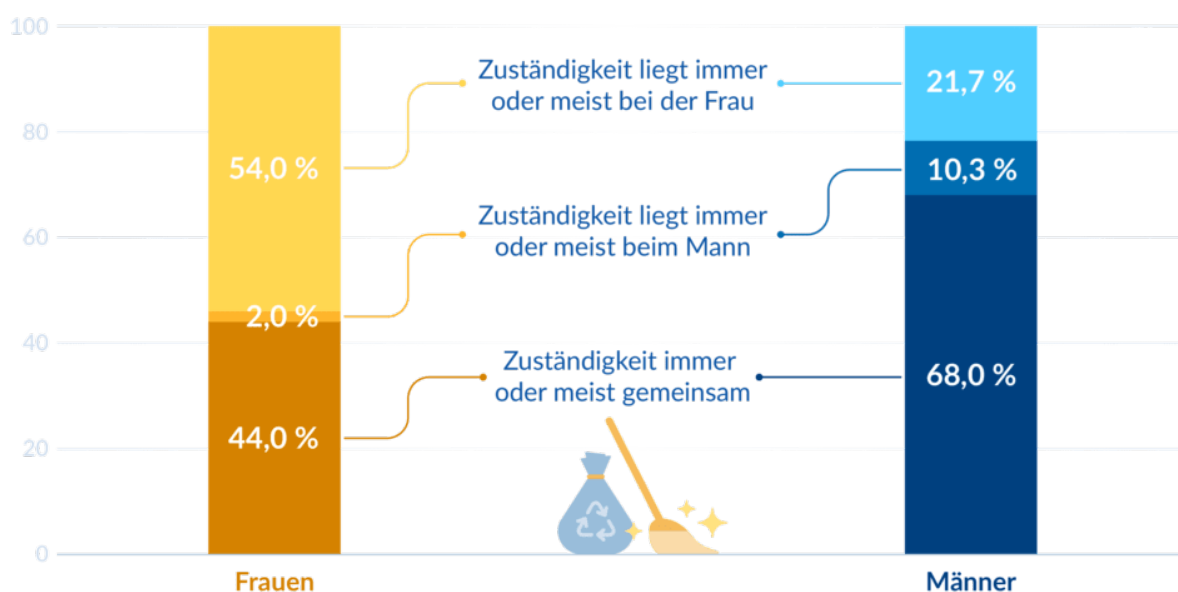 100
80
60
40
20
0
54,0 %
2,0 %
44,0 %
Zuständigkeit liegt immer
oder meist bei der Frau
Zuständigkeit liegt immer
oder meist beim Mann
Zuständigkeit immer
oder meist gemeinsam
21,7 %
10,3 %
68,0 %
Frauen
Männer